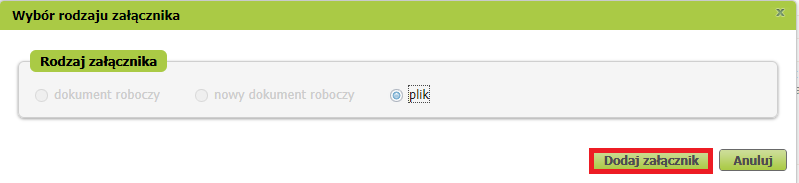 Wybór rodzaju załącznika
Rodzaj załącznika
dokument roboczy nowy dokument roboczy plik
Dodaj załącznik Anuluj